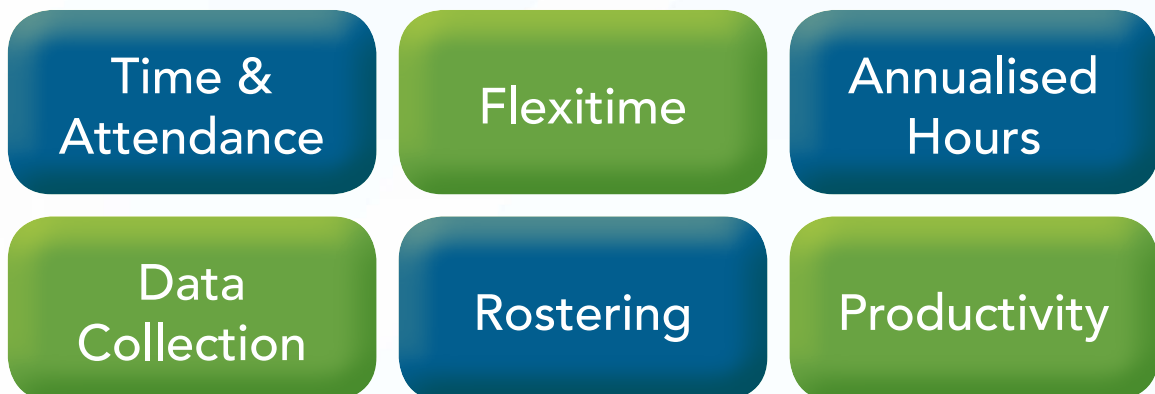 Time &
Attendance
Flexitime
Annualised
Hours
Data
Collection
Rostering
Productivity